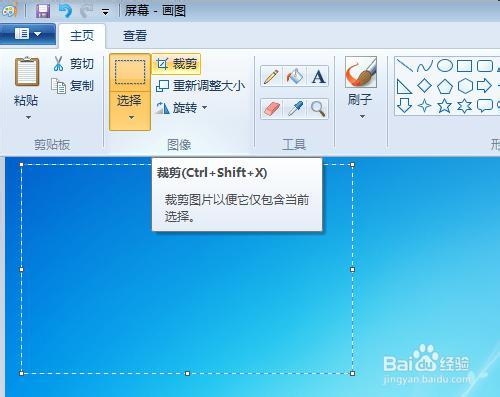 屏幕 - 画图
主页 查看
粘贴
剪切
复制
剪贴板
选择
裁剪
重新调整大小
旋转
图像
A
工具
刷子
形
裁剪(Ctrl+Shift+X)
裁剪图片以便它仅包含当前
选择。
Baidu 经验
jingyan.baidu.com